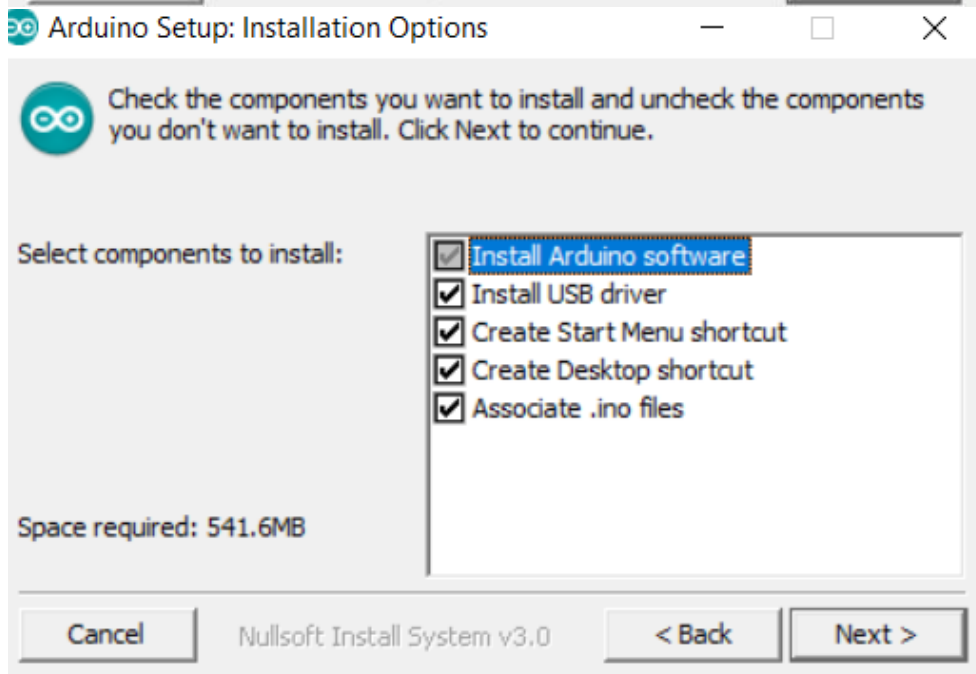 Arduino Setup: Installation Options
Check the components you want to install and uncheck the components
you don't want to install. Click Next to continue.
Select components to install:
Install Arduino software
Install USB driver
Create Start Menu shortcut
Create Desktop shortcut
Associate .ino files
Space required: 541.6MB
Cancel
Nullsoft Install System v3.0
< Back
Next >